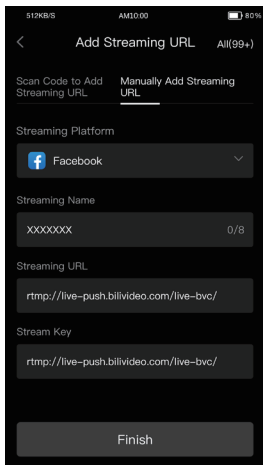 512KB/S AM10:00 80%
Add Streaming URL All(99+)
Scan Code to Add Streaming URL
Manually Add Streaming URL
Streaming Platform
Facebook
Streaming Name
XXXXXXX 0/8
Streaming URL
rtmp://live-push.bilivideo.com/live-bvc/
Stream Key
rtmp://live-push.bilivideo.com/live-bvc/
Finish